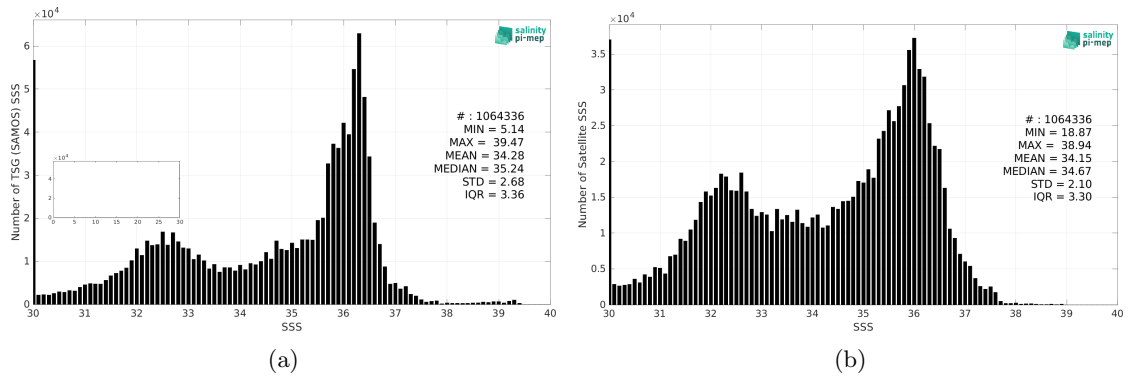 ×10⁴
6
5
4
3
2
1
0
Number of TSG (SAMOS) SSS
30 31 32 33 34 35 36 37 38 39 40
SSS
salinity
pi-mep
# : 1064336
MIN = 5.14
MAX = 39.47
MEAN = 34.28
MEDIAN = 35.24
STD = 2.68
IQR = 3.36
×10⁴
4
2
0
0 5 10 15 20 25 30
(a)
×10⁴
3.5
3
2.5
2
1.5
1
0.5
0
Number of Satellite SSS
30 31 32 33 34 35 36 37 38 39 40
SSS
salinity
pi-mep
# : 1064336
MIN = 18.87
MAX = 38.94
MEAN = 34.15
MEDIAN = 34.67
STD = 2.10
IQR = 3.30
(b)